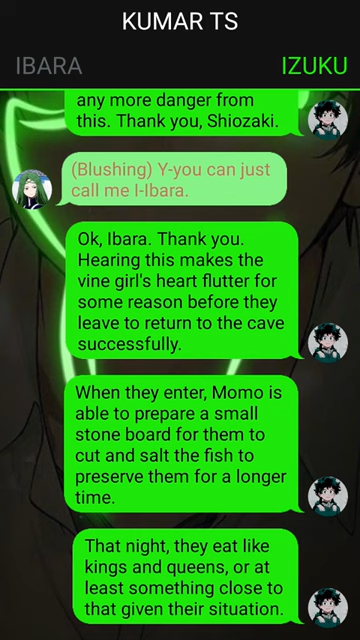 KUMAR TS
IBARA
IZUKU
any more danger from
this. Thank you, Shiozaki.
(Blushing) Y-you can just
call me I-Ibara.
Ok, Ibara. Thank you.
Hearing this makes the
vine girl's heart flutter for
some reason before they
leave to return to the cave
successfully.
When they enter, Momo is
able to prepare a small
stone board for them to
cut and salt the fish to
preserve them for a longer
time.
That night, they eat like
kings and queens, or at
least something close to
that given their situation.